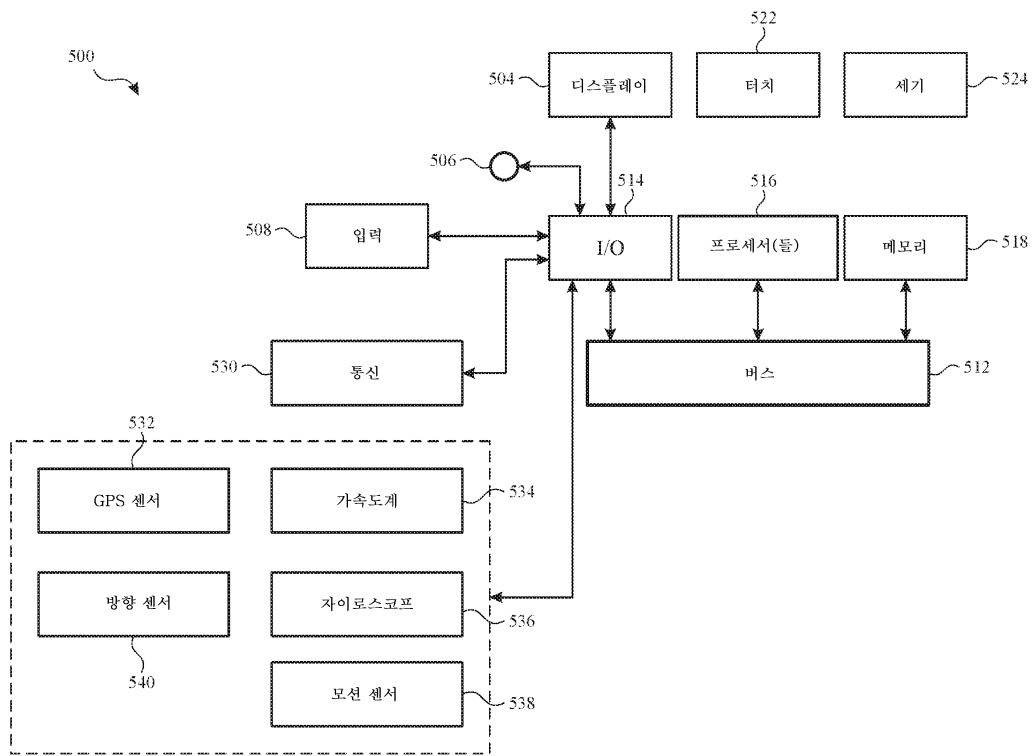 522
500
504
디스플레이
터치
세기
524
506
514
516
508
입력
I/O
프로세서(들)
메모리
518
530
통신
버스
512
532
GPS 센서
가속도계
534
방향 센서
자이로스코프
536
540
모션 센서
538